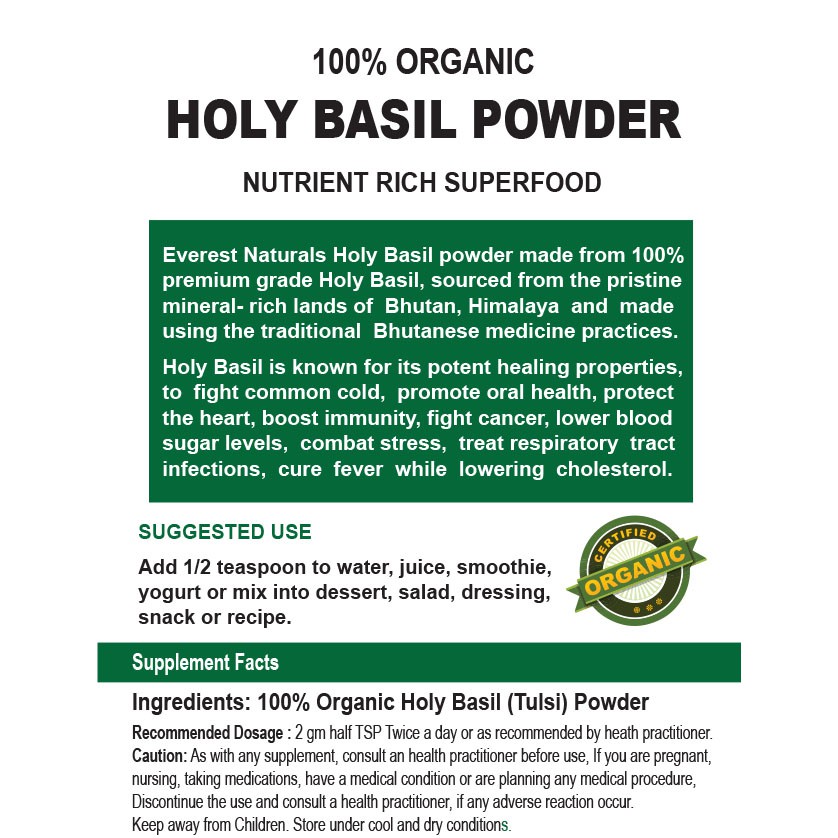 100% ORGANIC
HOLY BASIL POWDER
NUTRIENT RICH SUPERFOOD
Everest Naturals Holy Basil powder made from 100%
premium grade Holy Basil, sourced from the pristine
mineral- rich lands of Bhutan, Himalaya and made
using the traditional Bhutanese medicine practices.
Holy Basil is known for its potent healing properties,
to fight common cold, promote oral health, protect
the heart, boost immunity, fight cancer, lower blood
sugar levels, combat stress, treat respiratory tract
infections, cure fever while lowering cholesterol.
SUGGESTED USE
Add 1/2 teaspoon to water, juice, smoothie,
yogurt or mix into dessert, salad, dressing,
snack or recipe.
CERTIFIED
ORGANIC
Supplement Facts
Ingredients: 100% Organic Holy Basil (Tulsi) Powder
Recommended Dosage : 2 gm half TSP Twice a day or as recommended by heath practitioner.
Caution: As with any supplement, consult an health practitioner before use, If you are pregnant,
nursing, taking medications, have a medical condition or are planning any medical procedure,
Discontinue the use and consult a health practitioner, if any adverse reaction occur.
Keep away from Children. Store under cool and dry conditions.